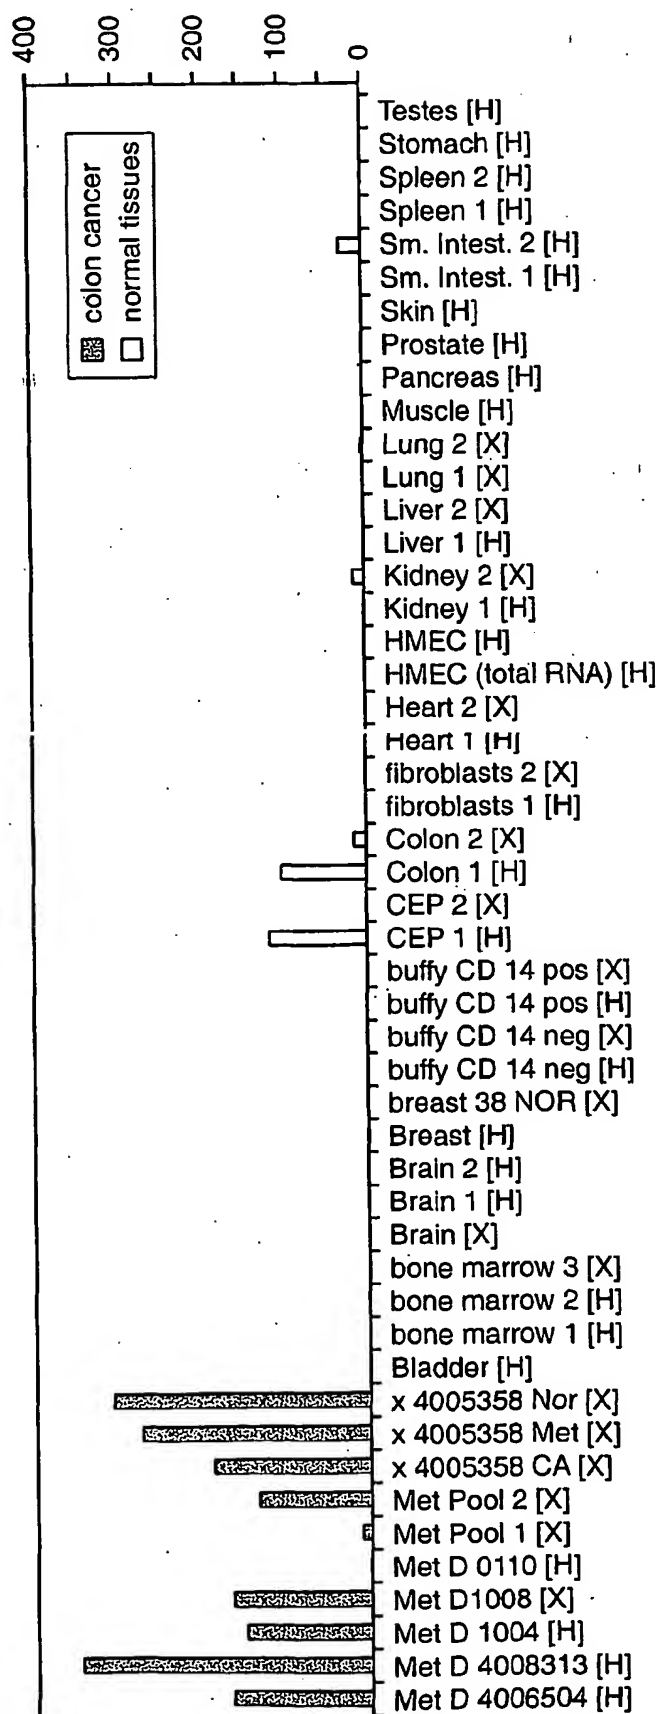 400
300
200
100
0
colon cancer
normal tissues
Testes [H]
Stomach [H]
Spleen 2 [H]
Spleen 1 [H]
Sm. Intest. 2 [H]
Sm. Intest. 1 [H]
Skin [H]
Prostate [H]
Pancreas [H]
Muscle [H]
Lung 2 [X]
Lung 1 [X]
Liver 2 [X]
Liver 1 [H]
Kidney 2 [X]
Kidney 1 [H]
HMEC [H]
HMEC (total RNA) [H]
Heart 2 [X]
Heart 1 [H]
fibroblasts 2 [X]
fibroblasts 1 [H]
Colon 2 [X]
Colon 1 [H]
CEP 2 [X]
CEP 1 [H]
buffy CD 14 pos [X]
buffy CD 14 pos [H]
buffy CD 14 neg [X]
buffy CD 14 neg [H]
breast 38 NOR [X]
Breast [H]
Brain 2 [H]
Brain 1 [H]
Brain [X]
bone marrow 3 [X]
bone marrow 2 [H]
bone marrow 1 [H]
Bladder [H]
x 4005358 Nor [X]
x 4005358 Met [X]
x 4005358 CA [X]
Met Pool 2 [X]
Met Pool 1 [X]
Met D 0110 [H]
Met D1008 [X]
Met D 1004 [H]
Met D 4008313 [H]
Met D 4006504 [H]